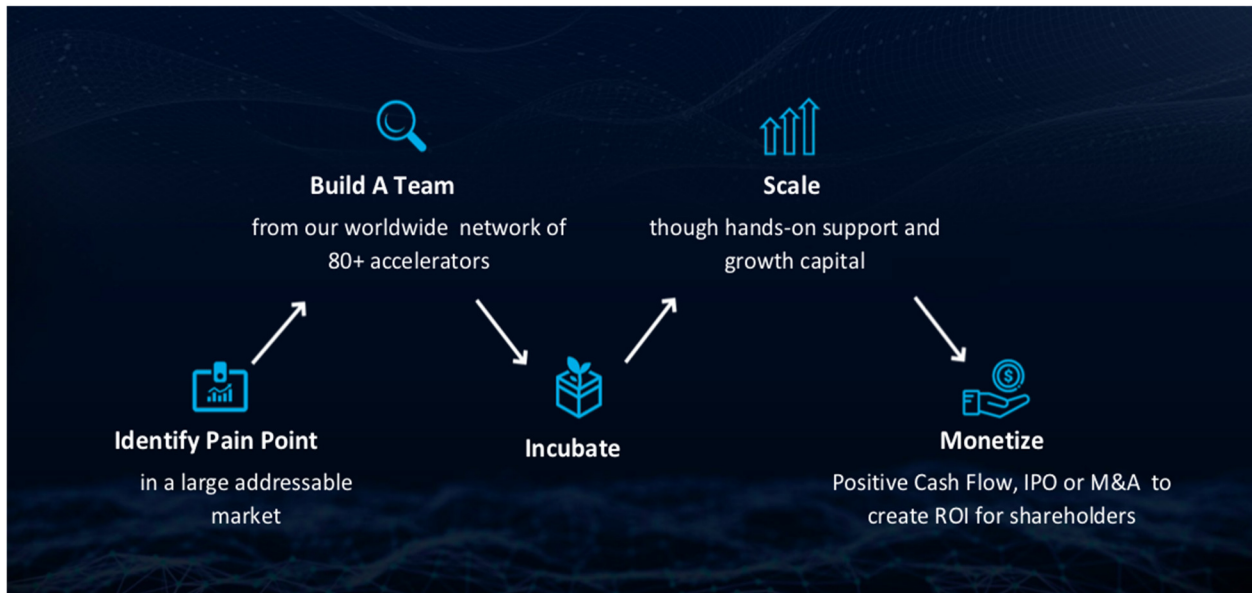 Build A Team
from our worldwide network of
80+ accelerators
Scale
though hands-on support and
growth capital
Identify Pain Point
in a large addressable
market
Incubate
Monetize
Positive Cash Flow, IPO or M&A to
create ROI for shareholders